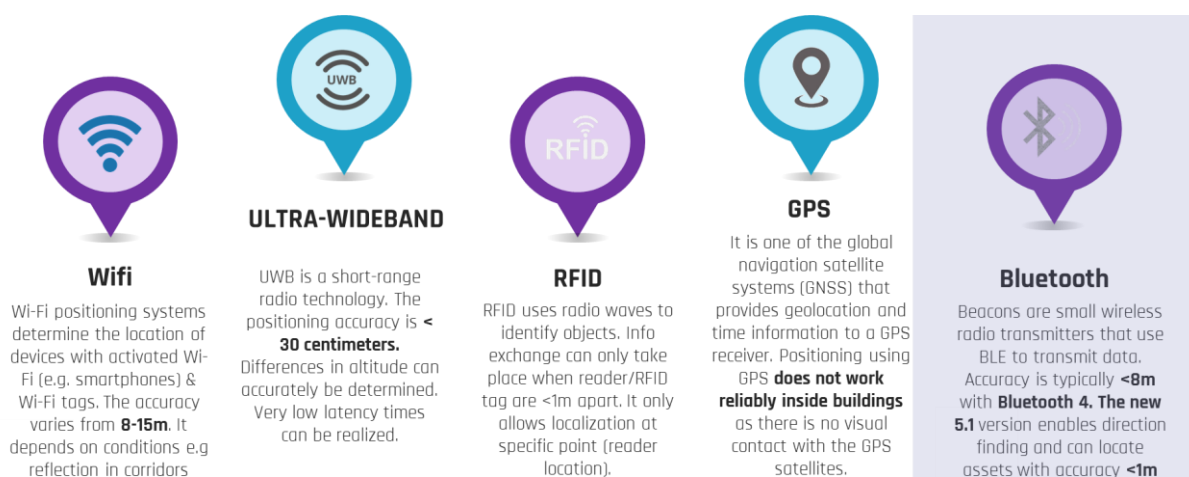 Wifi
Wi-Fi positioning systems
determine the location of
devices with activated Wi-
Fi (e.g. smartphones) &
Wi-Fi tags. The accuracy
varies from 8-15m. It
depends on conditions e.g
reflection in corridors
UWB
ULTRA-WIDEBAND
UWB is a short-range
radio technology. The
positioning accuracy is <
30 centimeters.
Differences in altitude can
accurately be determined.
Very low latency times
can be realized.
RFID
RFID
RFID uses radio waves to
identify objects. Info
exchange can only take
place when reader/RFID
tag are <1m apart. It only
allows localization at
specific point (reader
location).
GPS
It is one of the global
navigation satellite
systems (GNSS) that
provides geolocation and
time information to a GPS
receiver. Positioning using
GPS does not work
reliably inside buildings
as there is no visual
contact with the GPS
satellites.
Bluetooth
Beacons are small wireless
radio transmitters that use
BLE to transmit data.
Accuracy is typically <8m
with Bluetooth 4. The new
5.1 version enables direction
finding and can locate
assets with accuracy <1m